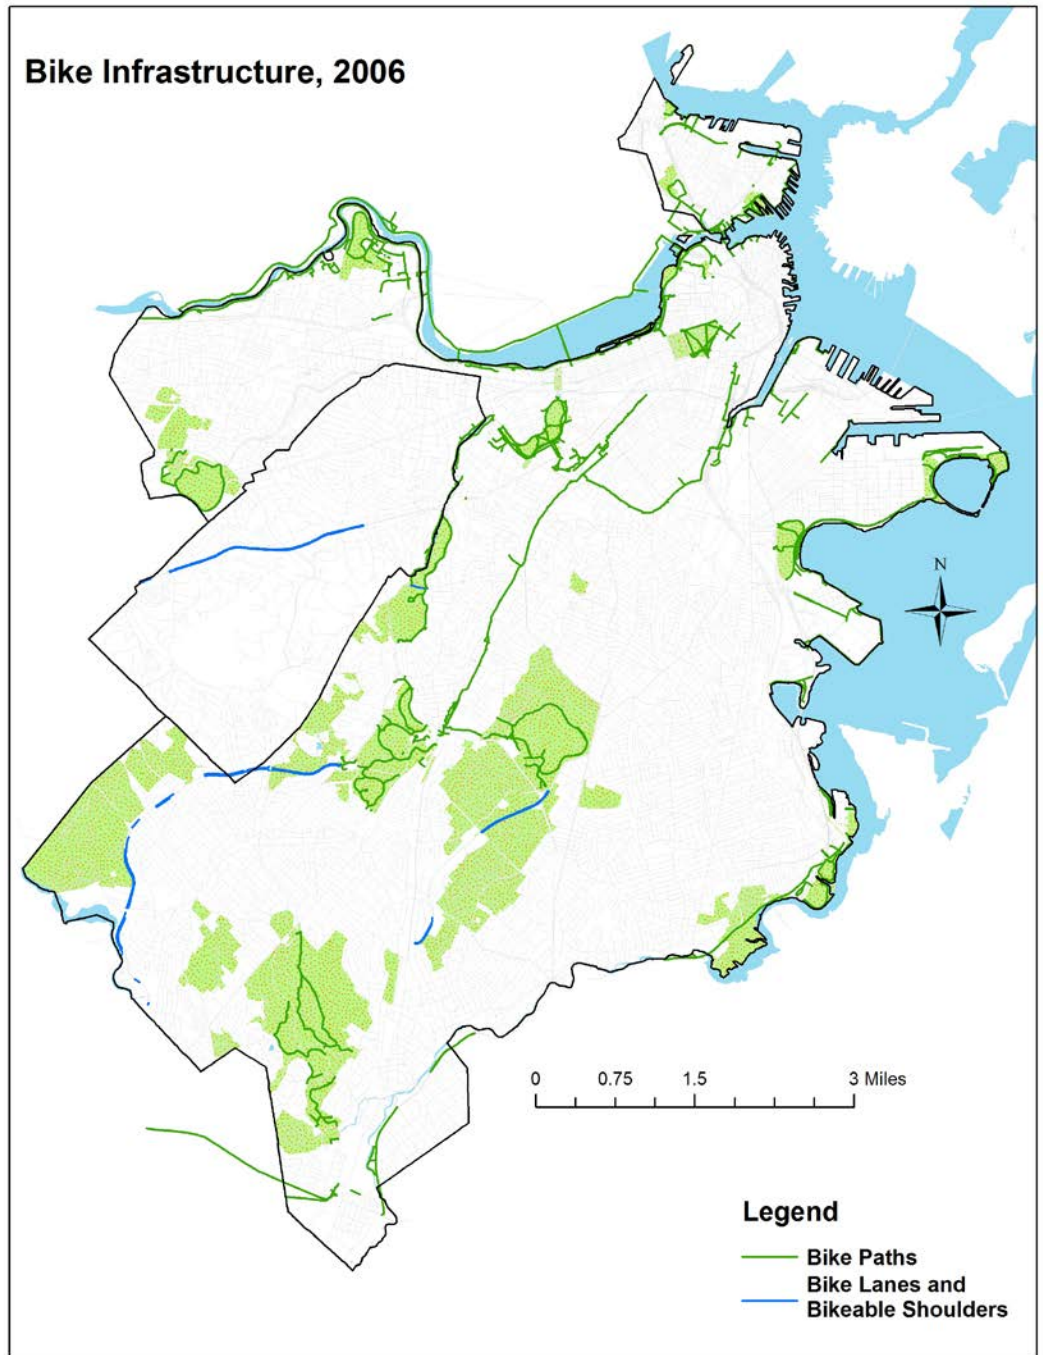 Bike Infrastructure, 2006
N
0 0.75 1.5 3 Miles
Legend
Bike Paths
Bike Lanes and
Bikeable Shoulders